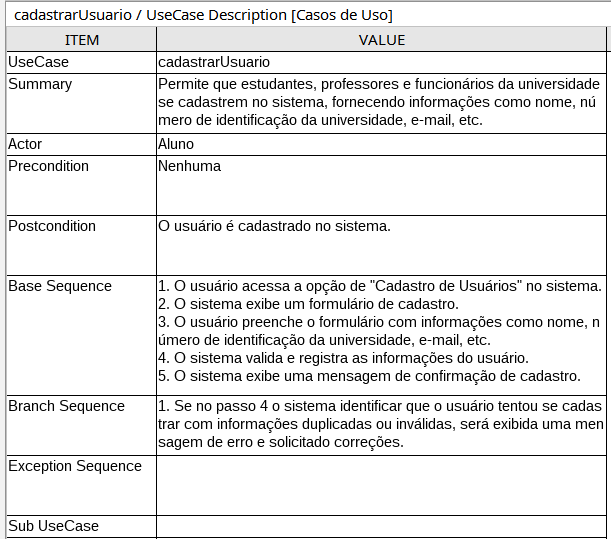 cadastrarUsuario / UseCase Description [Casos de Uso]
ITEM VALUE
UseCase cadastrarUsuario
Summary Permite que estudantes, professores e funcionários da universidade
se cadastrem no sistema, fornecendo informações como nome, nú
mero de identificação da universidade, e-mail, etc.
Actor Aluno
Precondition Nenhuma
Postcondition O usuário é cadastrado no sistema.
Base Sequence 1. O usuário acessa a opção de "Cadastro de Usuários" no sistema.
2. O sistema exibe um formulário de cadastro.
3. O usuário preenche o formulário com informações como nome, n
úmero de identificação da universidade, e-mail, etc.
4. O sistema valida e registra as informações do usuário.
5. O sistema exibe uma mensagem de confirmação de cadastro.
Branch Sequence 1. Se no passo 4 o sistema identificar que o usuário tentou se cadas
trar com informações duplicadas ou inválidas, será exibida uma men
sagem de erro e solicitado correções.
Exception Sequence
Sub UseCase